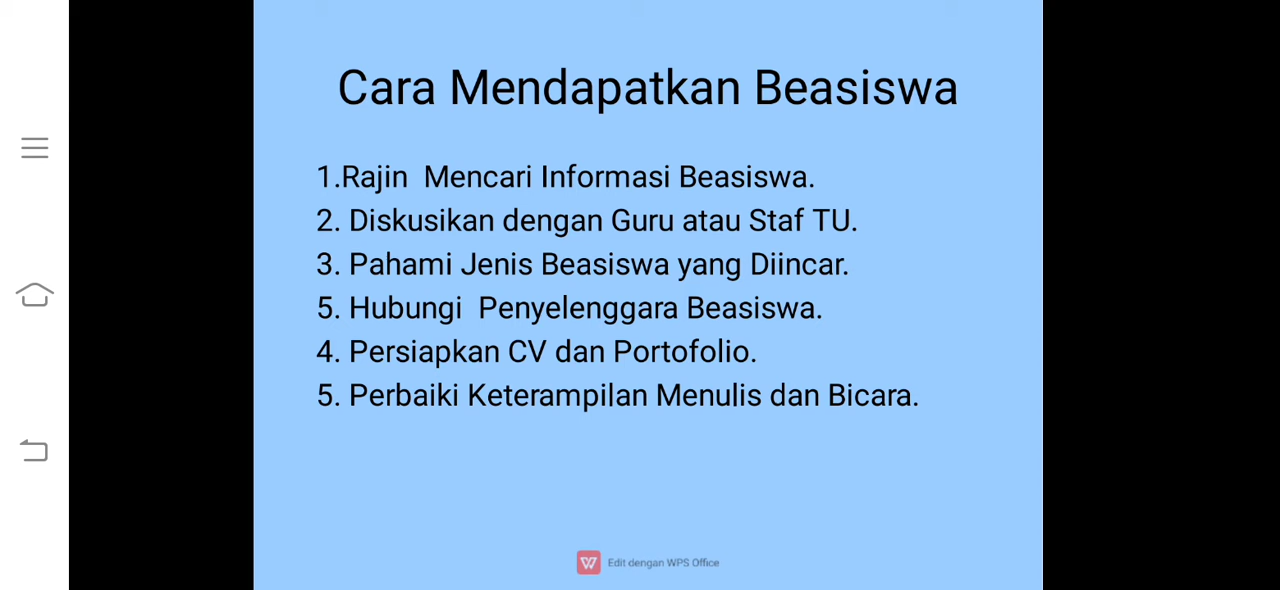 Cara Mendapatkan Beasiswa
1.Rajin  Mencari Informasi Beasiswa.
2. Diskusikan dengan Guru atau Staf TU.
3. Pahami Jenis Beasiswa yang Diincar.
5. Hubungi  Penyelenggara Beasiswa.
4. Persiapkan CV dan Portofolio.
5. Perbaiki Keterampilan Menulis dan Bicara.
W Edit dengan WPS Office